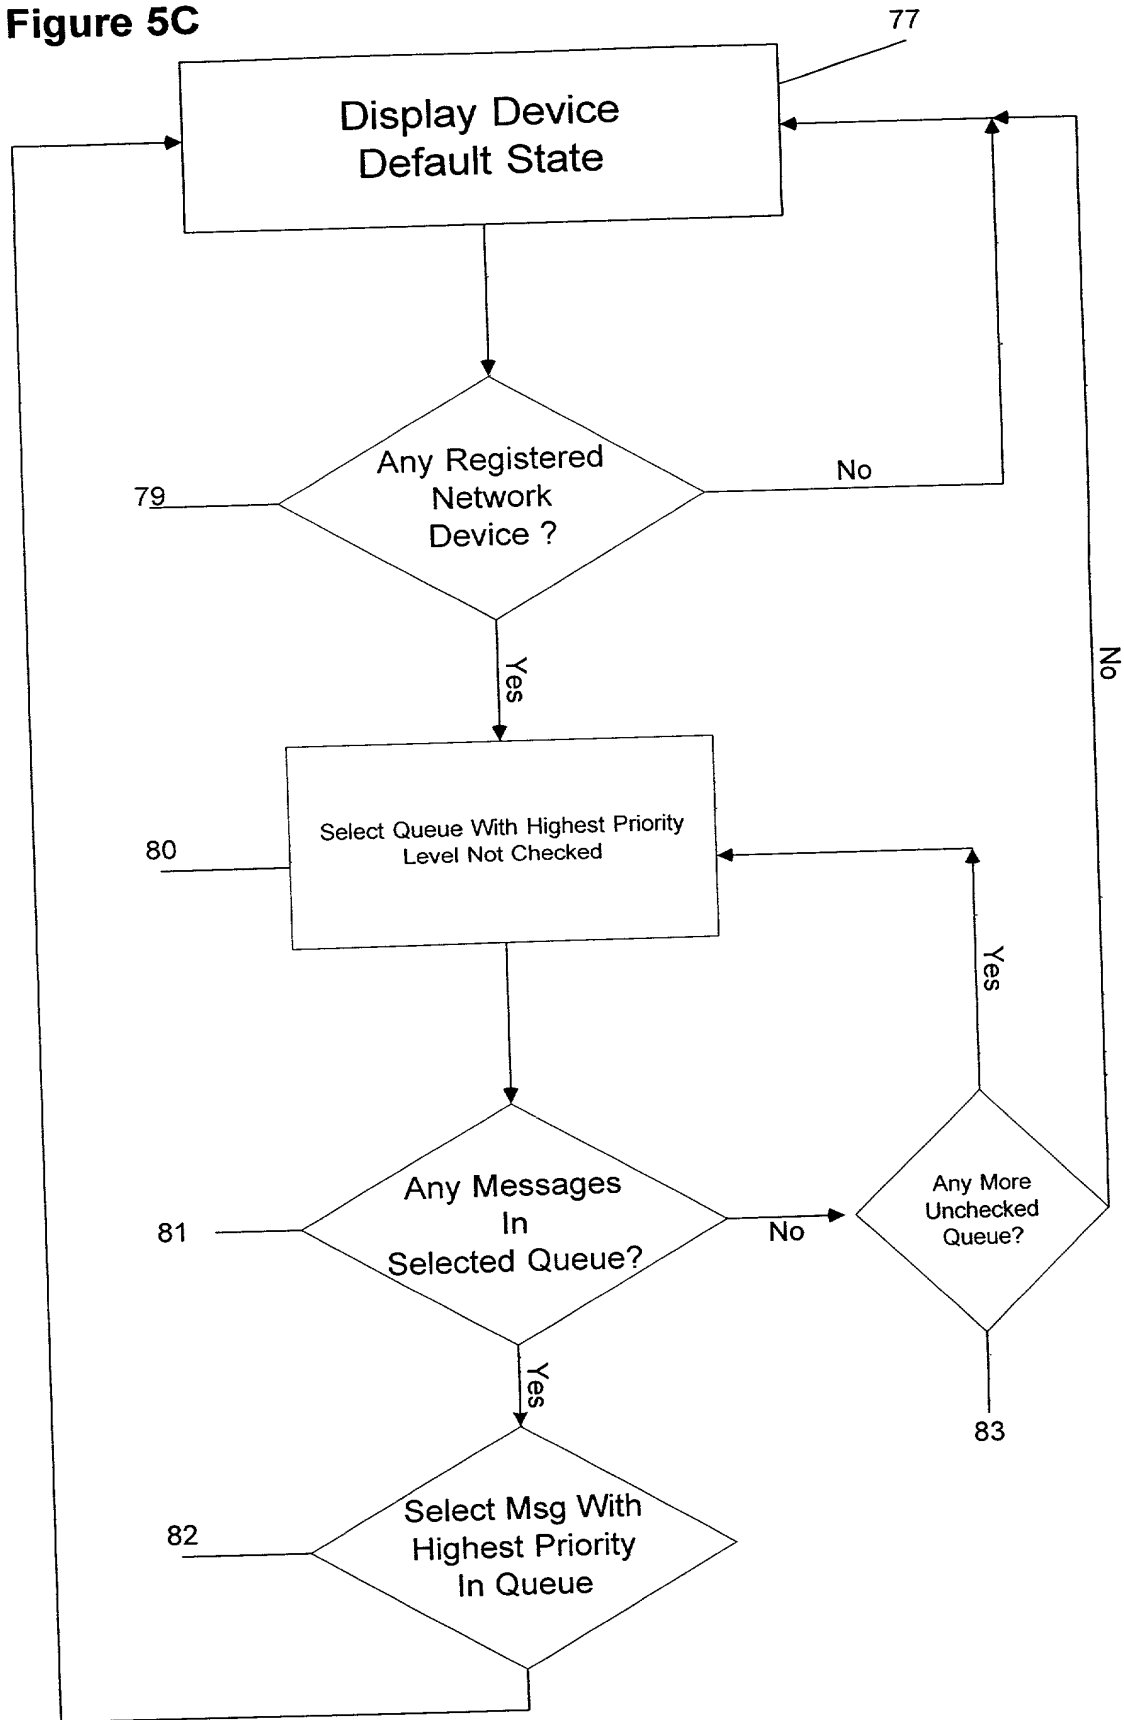 Figure 5C
77
Display Device
Default State
79
Any Registered
Network
Device ?
No
Yes
No
80
Select Queue With Highest Priority
Level Not Checked
Yes
81
Any Messages
In
Selected Queue?
No
Any More
Unchecked
Queue?
Yes
83
82
Select Msg With
Highest Priority
In Queue